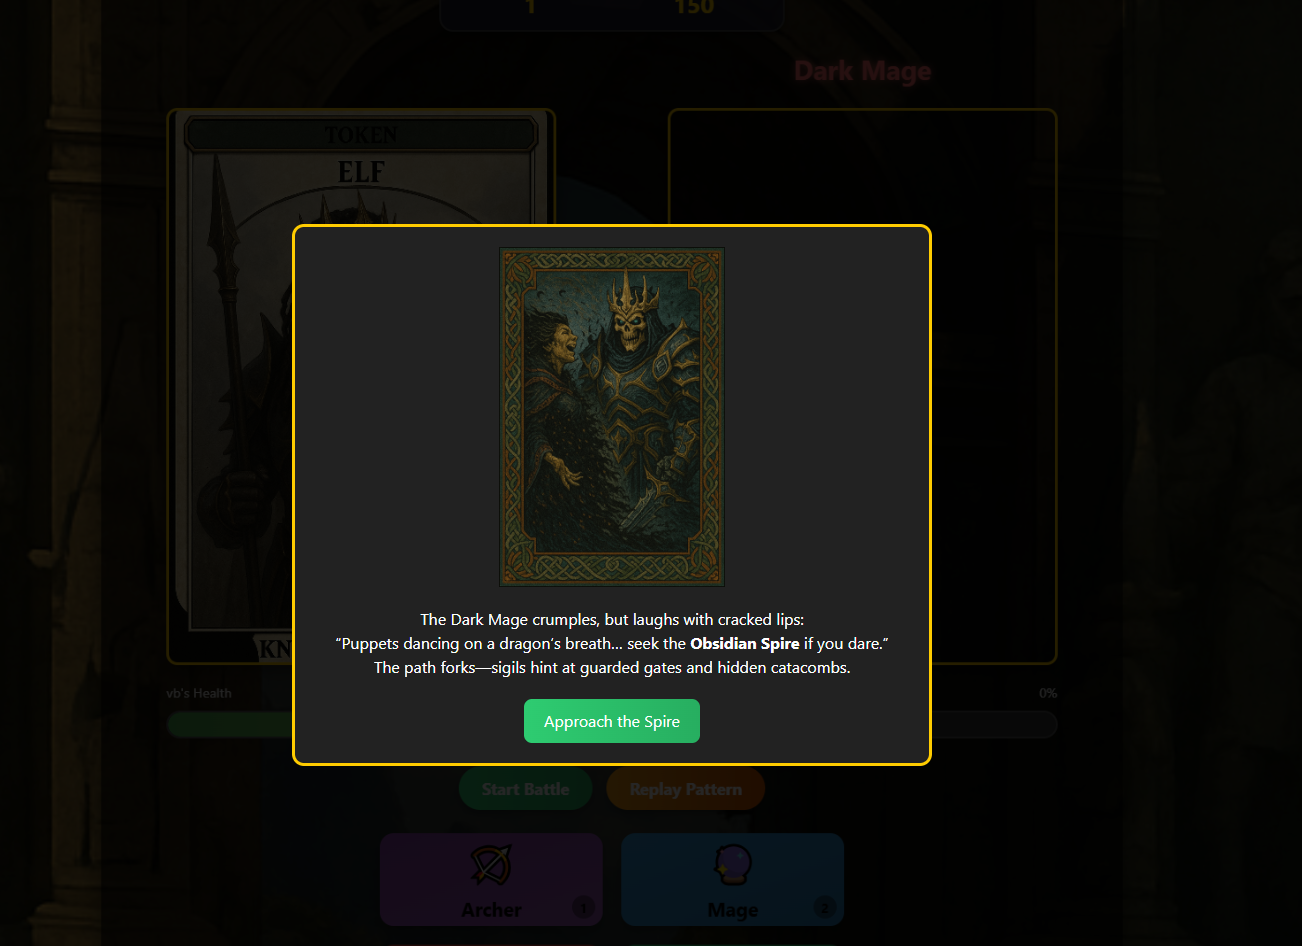 1
150
Dark Mage
TOKEN
ELF
The Dark Mage crumples, but laughs with cracked lips:
“Puppets dancing on a dragon’s breath... seek the Obsidian Spire if you dare.”
The path forks—sigils hint at guarded gates and hidden catacombs.
KN
vb's Health
0%
Approach the Spire
Start Battle
Replay Pattern
Archer
1
Mage
2